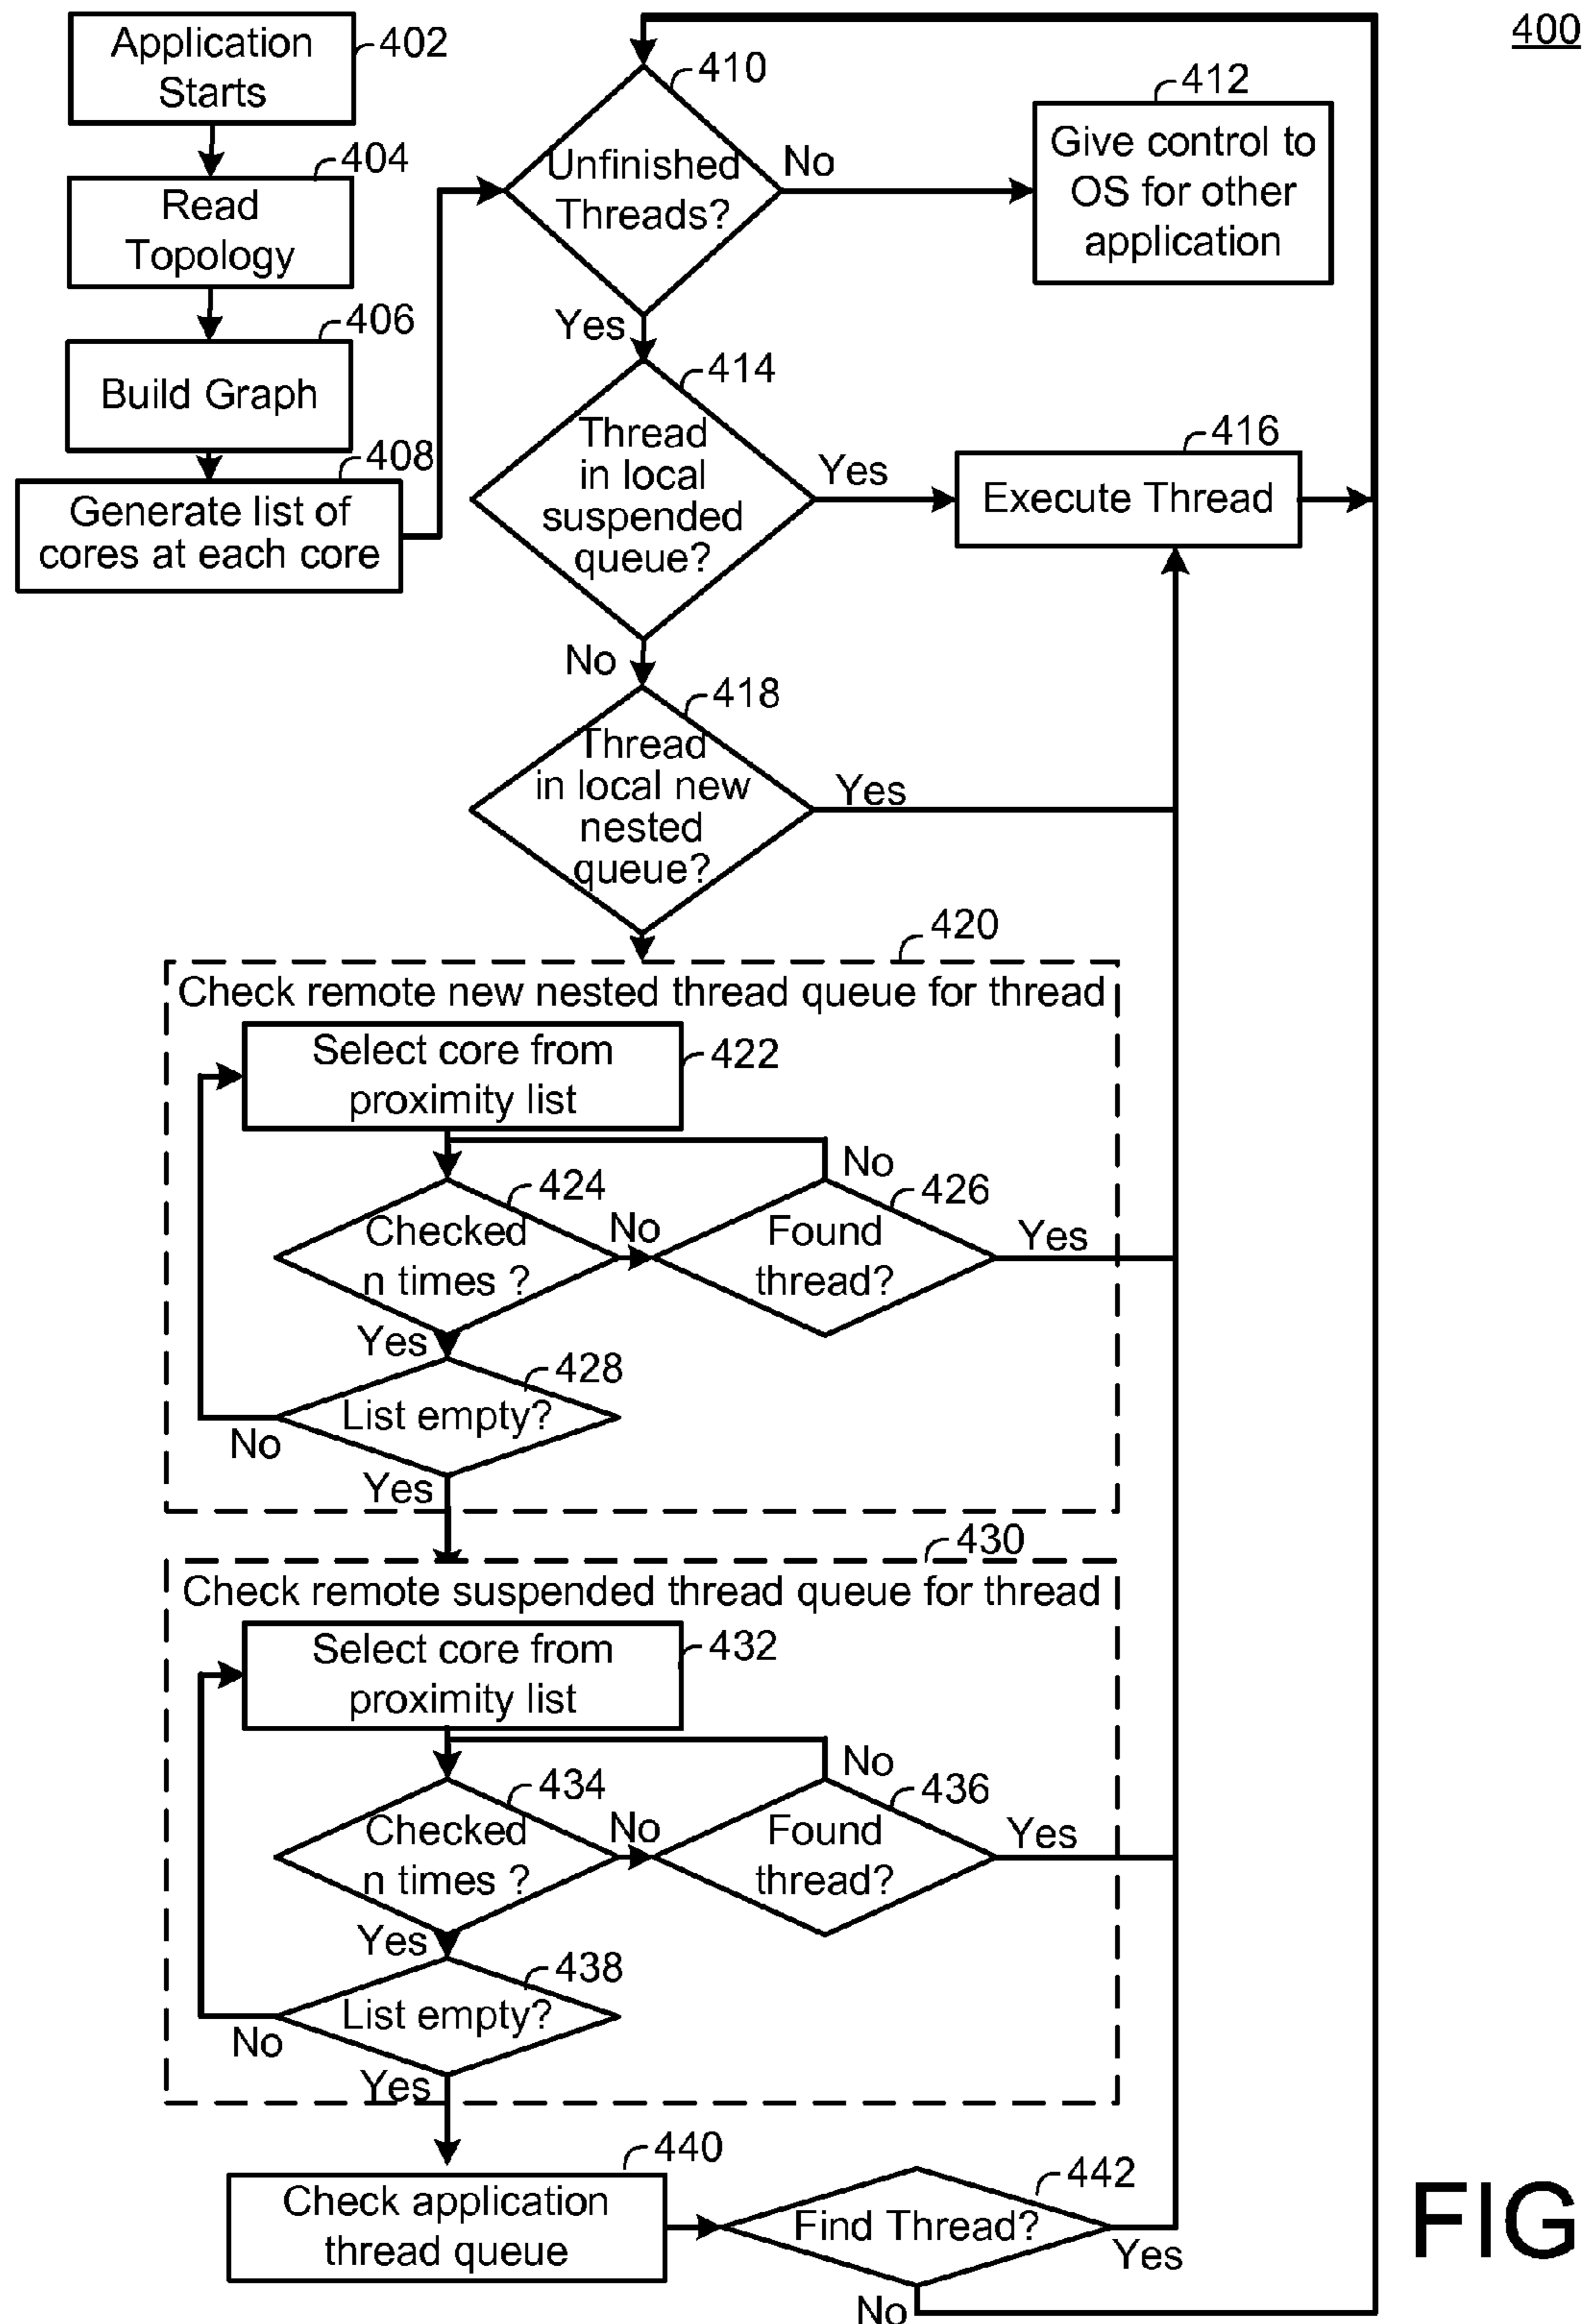 400
Application
Starts
402
Read
Topology
404
Build Graph
406
Generate list of
cores at each core
408
Unfinished
Threads?
410
No
Yes
Give control to
OS for other
application
412
Thread
in local
suspended
queue?
414
Yes
No
Execute Thread
416
Thread
in local new
nested
queue?
418
Yes
420
Check remote new nested thread queue for thread
Select core from
proximity list
422
Checked
n times ?
424
No
Yes
Found
thread?
426
No
Yes
List empty?
428
No
Yes
430
Check remote suspended thread queue for thread
Select core from
proximity list
432
Checked
n times ?
434
No
Yes
Found
thread?
436
No
Yes
List empty?
438
No
Yes
Check application
thread queue
440
Find Thread?
442
Yes
No
FIG